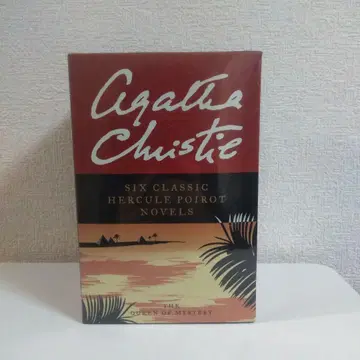 Agatha
Christie
SIX CLASSIC
HERCULE POIROT
NOVELS
THE
QUEEN OF MYSTERY